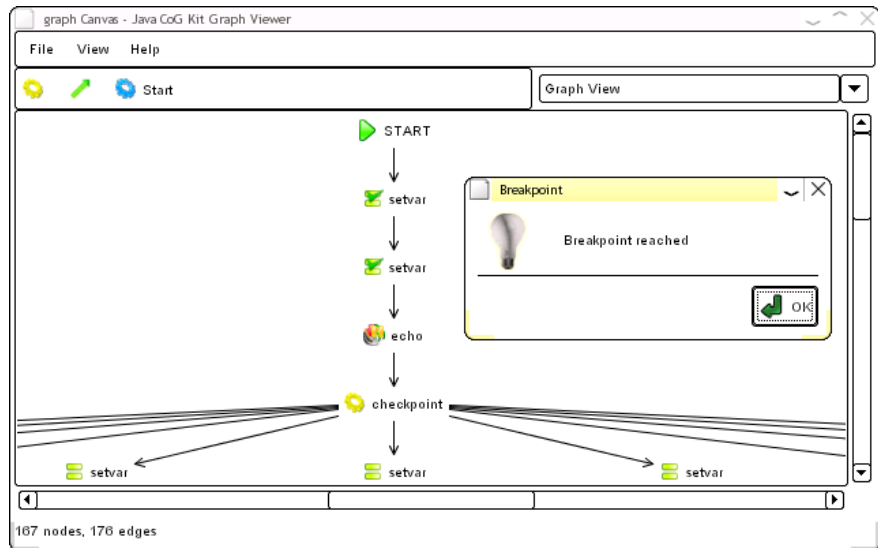 graph Canvas - Java CoG Kit Graph Viewer
File View Help
Start
Graph View
START
setvar
Breakpoint
setvar
Breakpoint reached
OK
echo
checkpoint
setvar setvar setvar
167 nodes, 176 edges